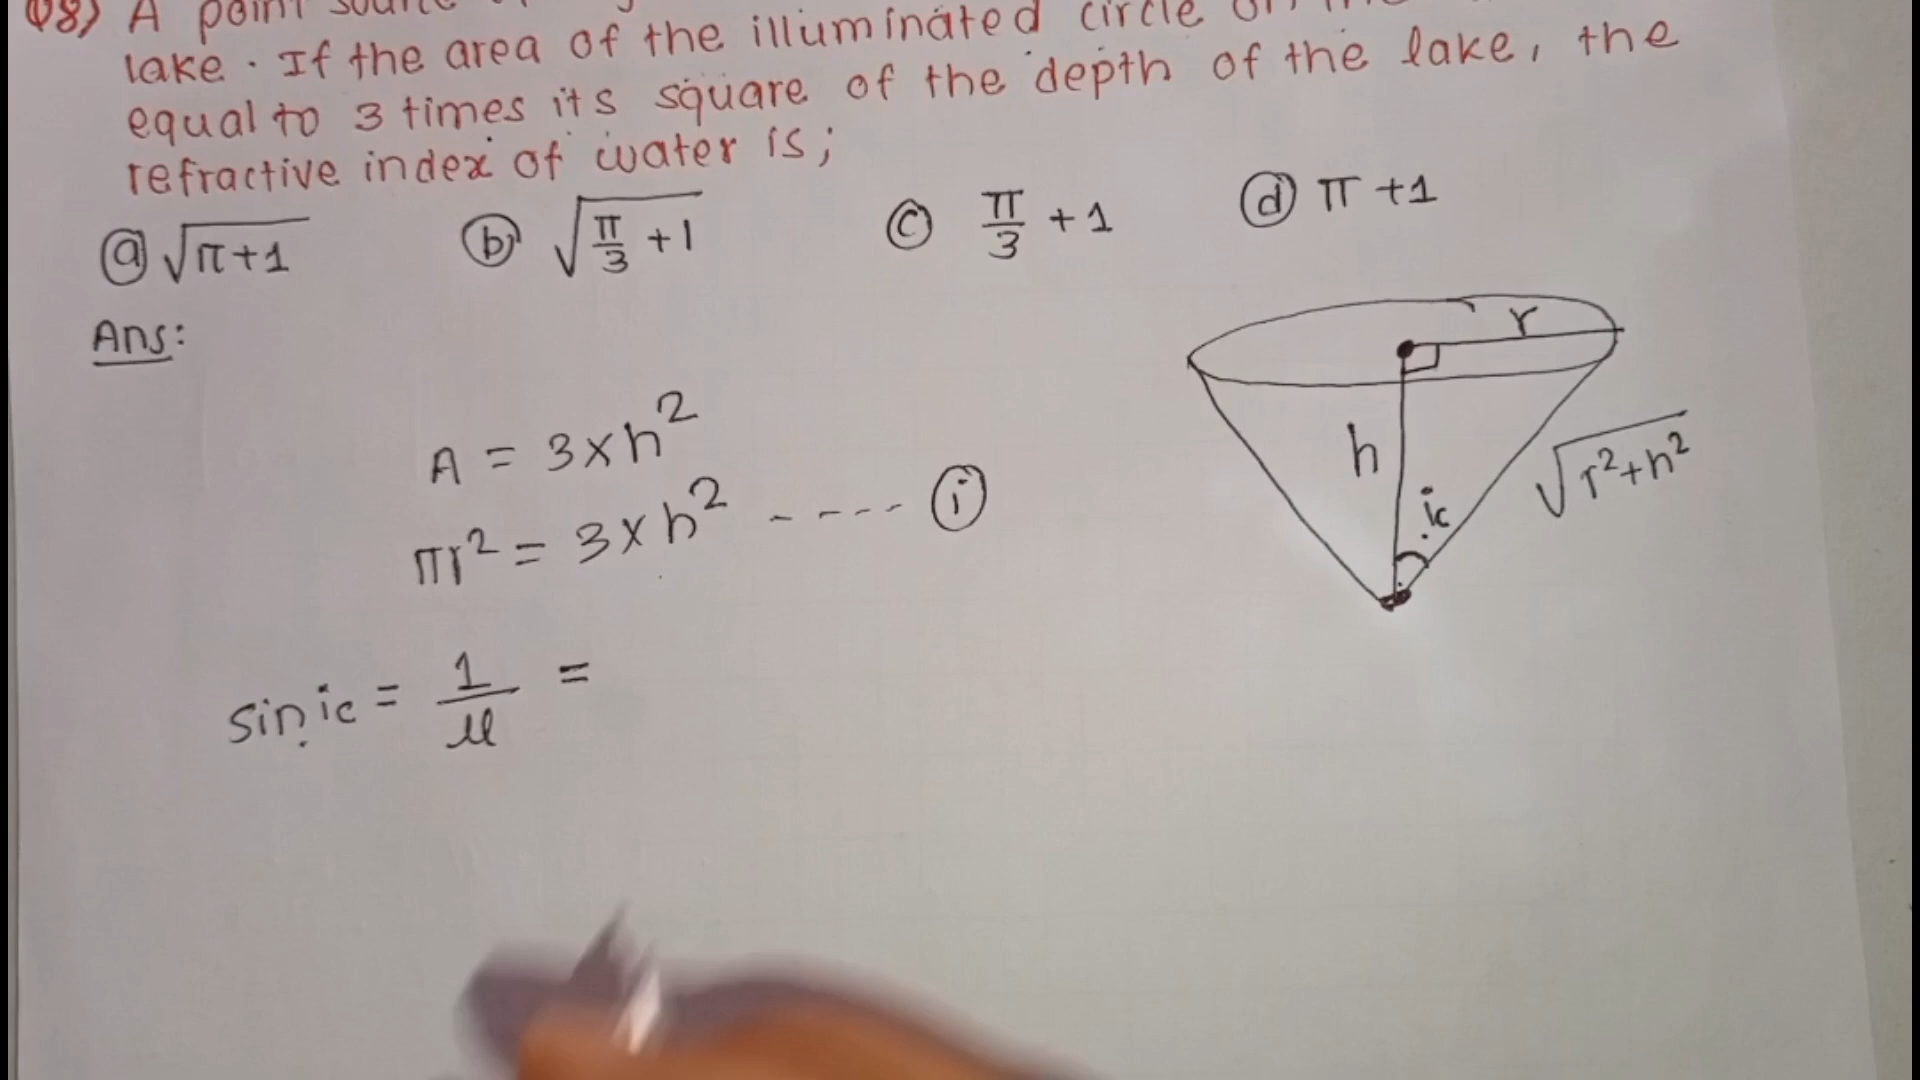 Q8) A point
lake. If the area of the illuminated circle
equal to 3 times its square of the depth of the lake, the
refractive index of water is;
ⓐ √(π+1) ⓑ √(π/3 +1) ⓒ π/3 +1 ⓓ π +1
Ans:
r
A = 3×h²
h
√(r²+h²)
πr² = 3×h² ---- ⓘ
ic
sin ic = 1/μ =